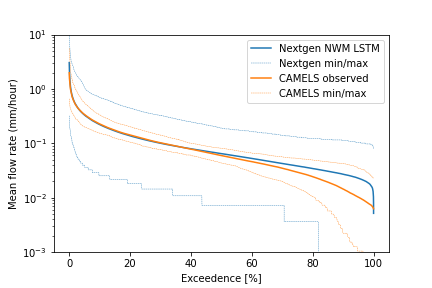 10¹
10⁰
10⁻¹
10⁻²
10⁻³
Mean flow rate (mm/hour)
Nextgen NWM LSTM
Nextgen min/max
CAMELS observed
CAMELS min/max
0 20 40 60 80 100
Exceedence [%]